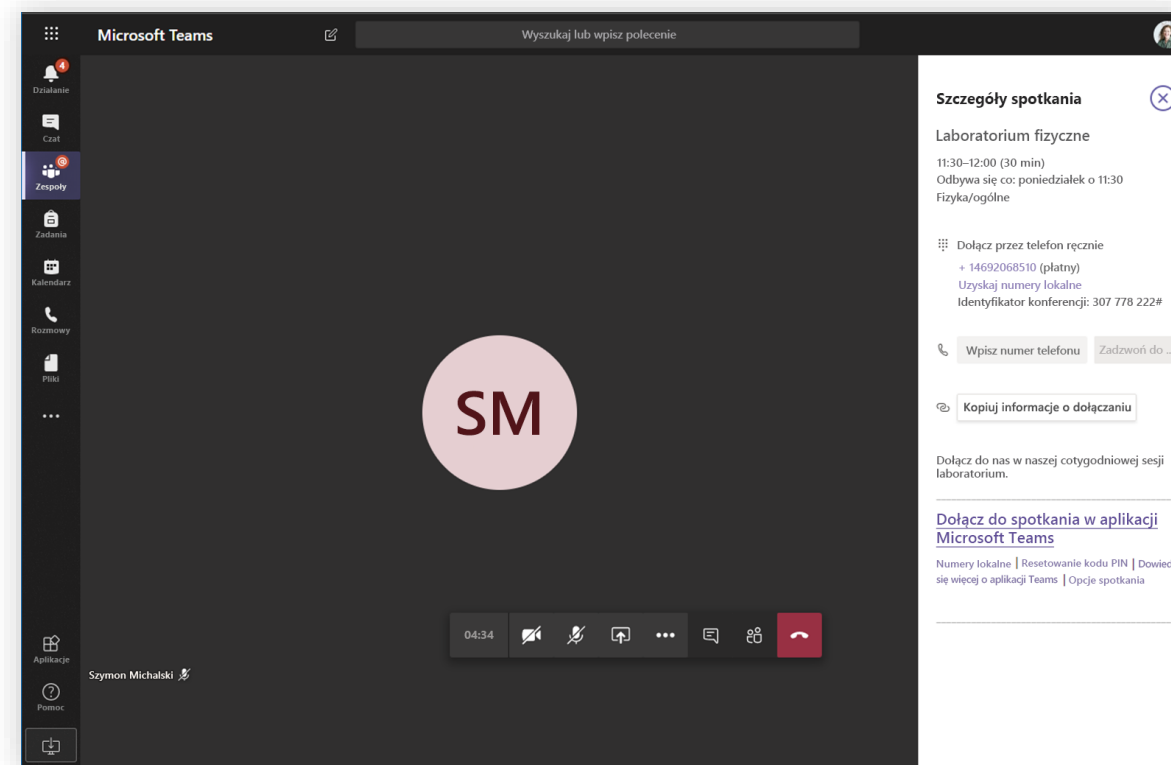 Microsoft Teams
Wyszukaj lub wpisz polecenie
4
Działanie
Czat
@
Zespoły
Zadania
Kalendarz
Rozmowy
Pliki
Aplikacje
Pomoc
SM
04:34
Szymon Michalski
Szczegóły spotkania
Laboratorium fizyczne
11:30–12:00 (30 min)
Odbywa się co: poniedziałek o 11:30
Fizyka/ogólne
Dołącz przez telefon ręcznie
+ 14692068510 (płatny)
Uzyskaj numery lokalne
Identyfikator konferencji: 307 778 222#
Wpisz numer telefonu Zadzwoń do ...
Kopiuj informacje o dołączaniu
Dołącz do nas w naszej cotygodniowej sesji
laboratorium.
Dołącz do spotkania w aplikacji
Microsoft Teams
Numery lokalne | Resetowanie kodu PIN | Dowied
się więcej o aplikacji Teams | Opcje spotkania